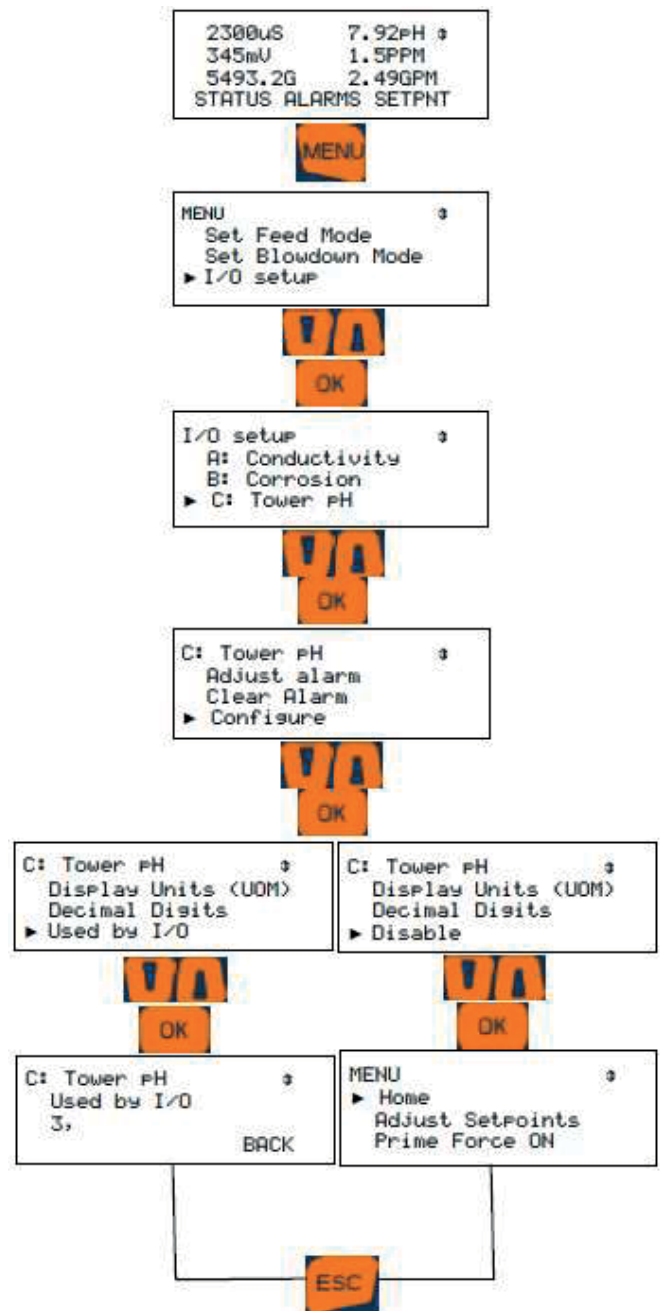 2300uS 7.92pH
345mV 1.5PPM
5493.2G 2.49GPM
STATUS ALARMS SETPNT
MENU
MENU
Set Feed Mode
Set Blowdown Mode
► I/O setup
OK
I/O setup
A: Conductivity
B: Corrosion
► C: Tower pH
OK
C: Tower pH
Adjust alarm
Clear Alarm
► Configure
OK
C: Tower pH
Display Units (UOM)
Decimal Digits
► Used by I/O
OK
C: Tower pH
Used by I/O
3,
BACK
C: Tower pH
Display Units (UOM)
Decimal Digits
► Disable
OK
MENU
► Home
Adjust Setpoints
Prime Force ON
ESC